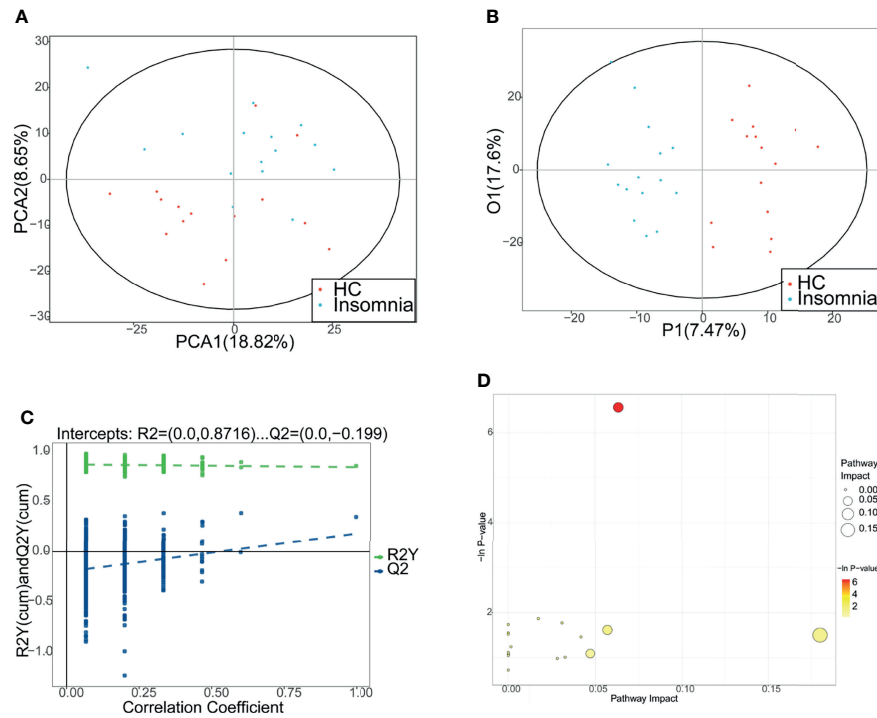 A
30
20
10
0
−10
−20
−30
PCA2(8.65%)
−25
0
25
PCA1(18.82%)
HC
Insomnia
B
20
0
−20
O1(17.6%)
−20
−10
0
10
20
P1(7.47%)
HC
Insomnia
C
Intercepts: R2=(0.0,0.8716)...Q2=(0.0,−0.199)
1.0
0.5
0.0
−0.5
−1.0
R2Y(cum)andQ2Y(cum)
0.00
0.25
0.50
0.75
1.00
Correlation Coefficient
R2Y
Q2
D
6
4
2
−ln P-value
0.00
0.05
0.10
0.15
Pathway Impact
Pathway
Impact
0.00
0.05
0.10
0.15
−ln P-value
6
4
2